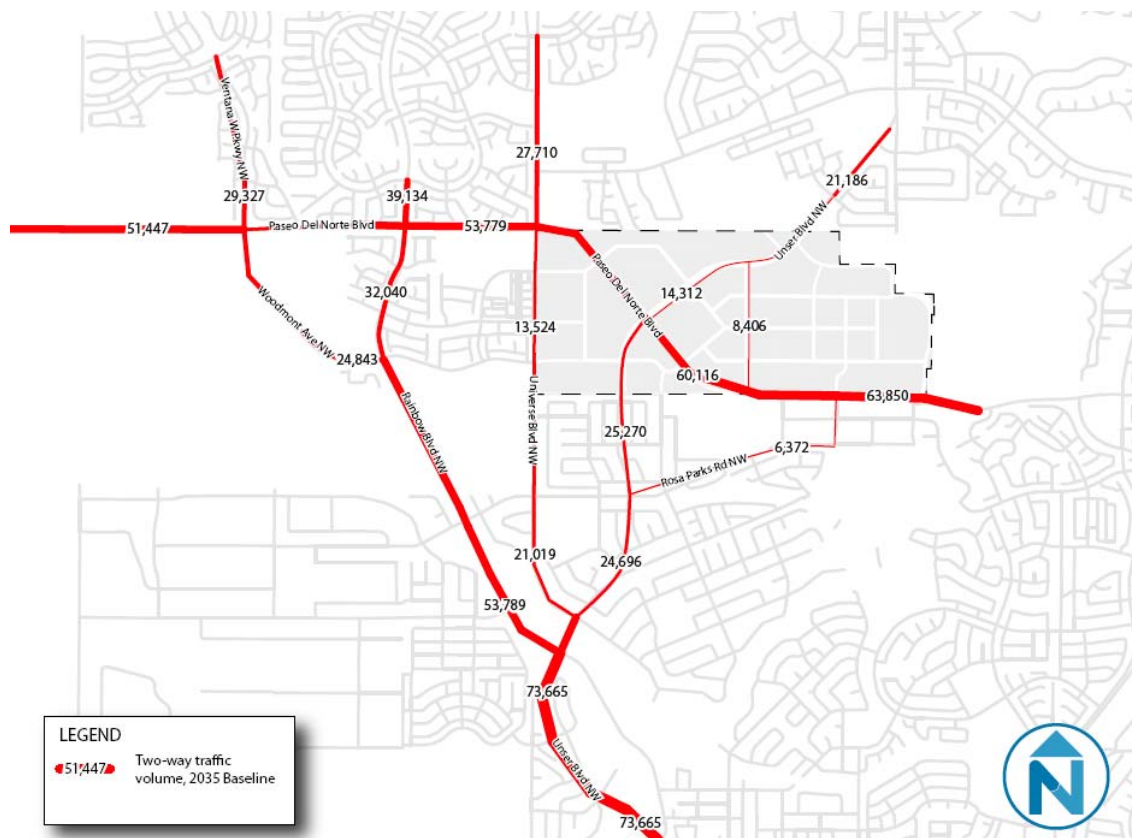 27,710
Ventana W Pkwy NW
21,186
29,327
39,134
51,447
Paseo Del Norte Blvd
53,779
Unser Blvd NW
Paseo Del Norte Blvd
32,040
14,312
Woodmont Ave NW
13,524
8,406
24,843
60,116
63,850
Rainbow Blvd NW
Universe Blvd NW
25,270
6,372
Rosa Parks Rd NW
21,019
24,696
53,789
73,665
Unser Blvd NW
73,665
LEGEND
51,447
Two-way traffic
volume, 2035 Baseline
N